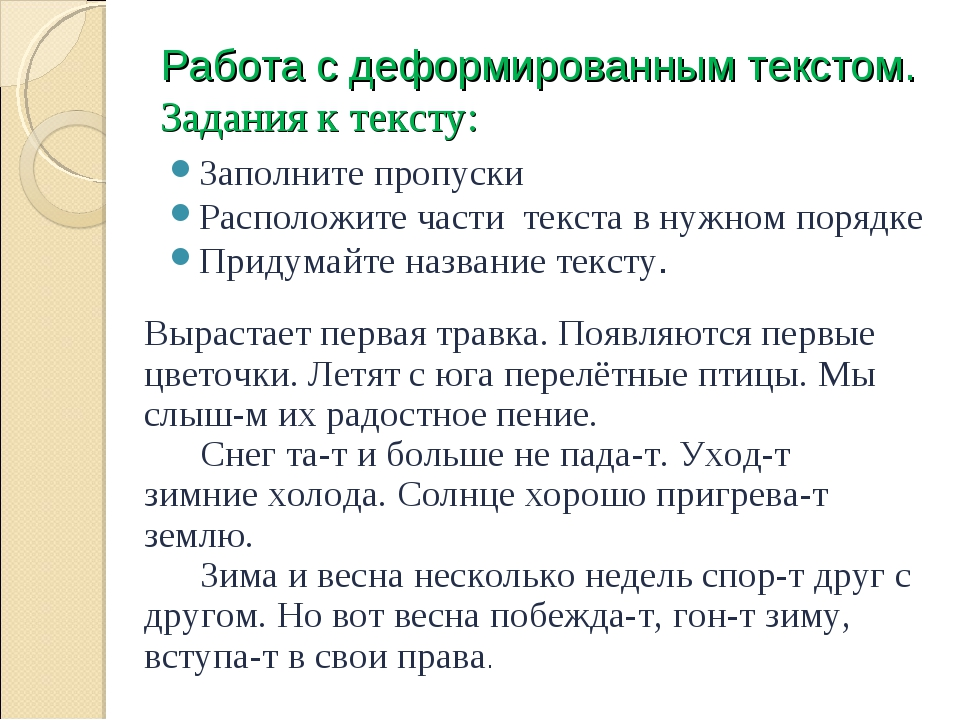 Работа с деформированным текстом.
Задания к тексту:
Заполните пропуски
Расположите части текста в нужном порядке
Придумайте название тексту.
Вырастает первая травка. Появляются первые
цветочки. Летят с юга перелётные птицы. Мы
слыш-м их радостное пение.
Снег та-т и больше не пада-т. Уход-т
зимние холода. Солнце хорошо пригрева-т
землю.
Зима и весна несколько недель спор-т друг с
другом. Но вот весна побежда-т, гон-т зиму,
вступа-т в свои права.